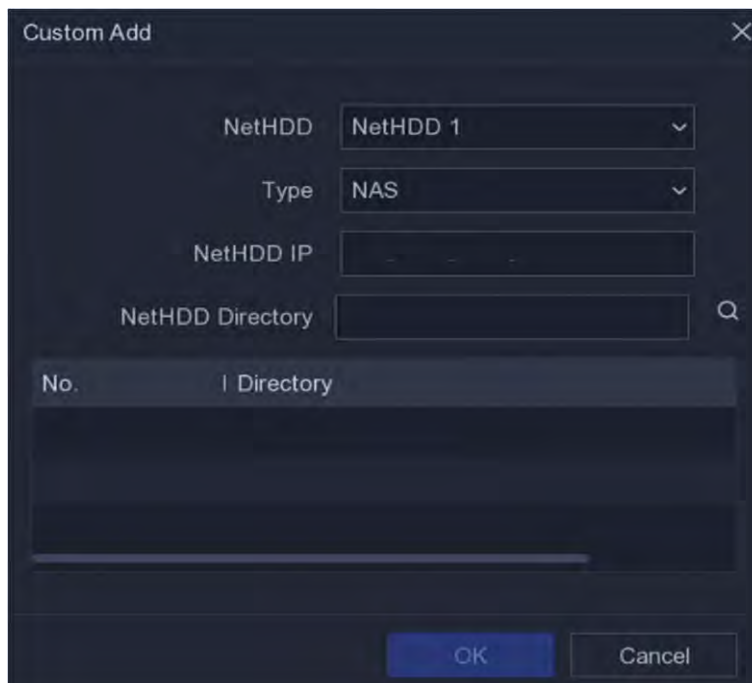 Custom Add
NetHDD NetHDD 1
Type NAS
NetHDD IP . . .
NetHDD Directory
No. Directory
OK Cancel